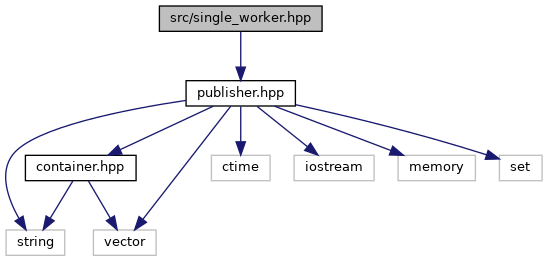 src/single_worker.hpp
publisher.hpp
container.hpp
ctime
iostream
memory
set
string
vector